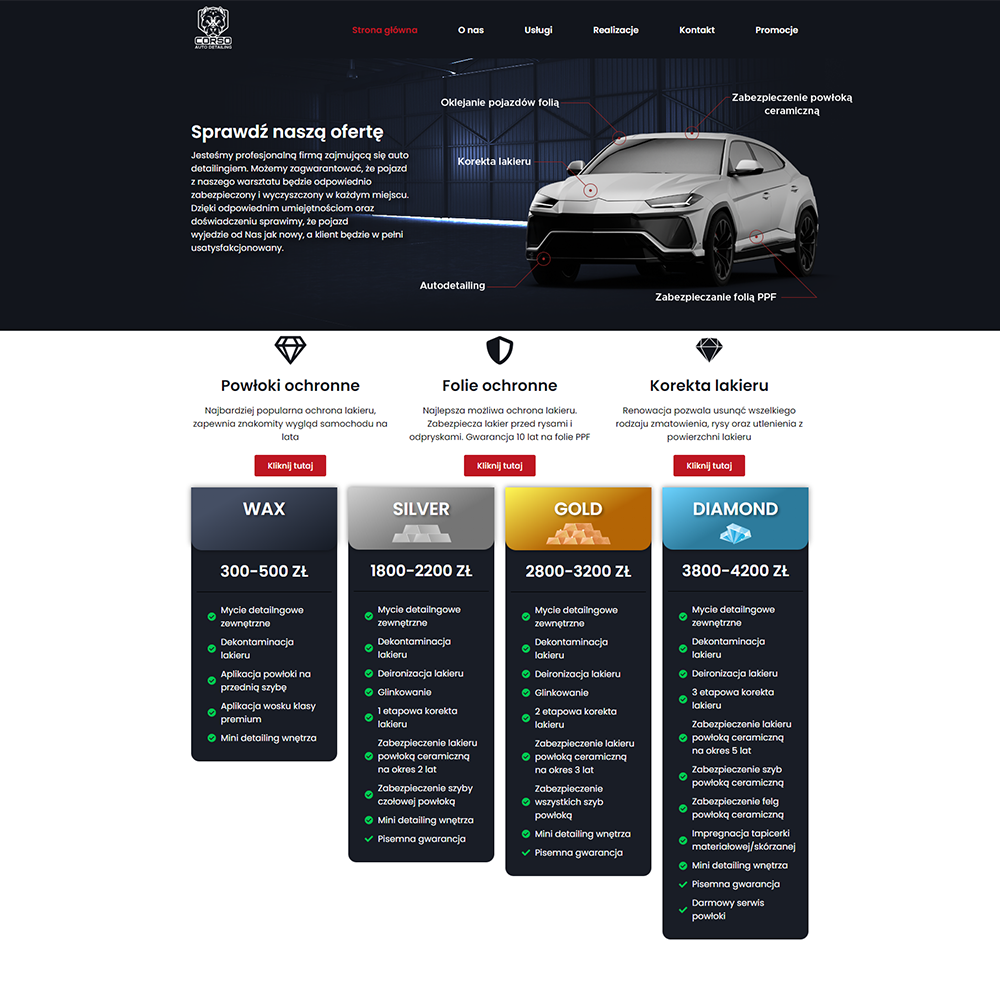 CORSO
AUTO DETAILING
Strona główna
O nas
Usługi
Realizacje
Kontakt
Promocje
Oklejanie pojazdów folią
Zabezpieczenie powłoką
ceramiczną
Korekta lakieru
Autodetailing
Zabezpieczanie folią PPF
Sprawdź naszą ofertę
Jesteśmy profesjonalną firmą zajmującą się auto
detailingiem. Możemy zagwarantować, że pojazd
z naszego warsztatu będzie odpowiednio
zabezpieczony i wyczyszczony w każdym miejscu.
Dzięki odpowiednim umiejętnościom oraz
doświadczeniu sprawimy, że pojazd
wyjedzie od Nas jak nowy, a klient będzie w pełni
usatysfakcjonowany.
Powłoki ochronne
Najbardziej popularna ochrona lakieru,
zapewnia znakomity wygląd samochodu na
lata
Kliknij tutaj
Folie ochronne
Najlepsza możliwa ochrona lakieru.
Zabezpiecza lakier przed rysami i
odpryskami. Gwarancja 10 lat na folie PPF
Kliknij tutaj
Korekta lakieru
Renowacja pozwala usunąć wszelkiego
rodzaju zmatowienia, rysy oraz utlenienia z
powierzchni lakieru
Kliknij tutaj
WAX
300-500 ZŁ
Mycie detailngowe
zewnętrzne
Dekontaminacja
lakieru
Aplikacja powłoki na
przednią szybę
Aplikacja wosku klasy
premium
Mini detailing wnętrza
SILVER
1800-2200 ZŁ
Mycie detailngowe
zewnętrzne
Dekontaminacja
lakieru
Deironizacja lakieru
Glinkowanie
1 etapowa korekta
lakieru
Zabezpieczenie lakieru
powłoką ceramiczną
na okres 2 lat
Zabezpieczenie szyby
czołowej powłoką
Mini detailing wnętrza
Pisemna gwarancja
GOLD
2800-3200 ZŁ
Mycie detailngowe
zewnętrzne
Dekontaminacja
lakieru
Deironizacja lakieru
Glinkowanie
2 etapowa korekta
lakieru
Zabezpieczenie lakieru
powłoką ceramiczną
na okres 3 lat
Zabezpieczenie
wszystkich szyb
powłoką
Mini detailing wnętrza
Pisemna gwarancja
DIAMOND
3800-4200 ZŁ
Mycie detailngowe
zewnętrzne
Dekontaminacja
lakieru
Deironizacja lakieru
3 etapowa korekta
lakieru
Zabezpieczenie lakieru
powłoką ceramiczną
na okres 5 lat
Zabezpieczenie szyb
powłoką ceramiczną
Zabezpieczenie felg
powłoką ceramiczną
Impregnacja tapicerki
materiałowej/skórzanej
Mini detailing wnętrza
Pisemna gwarancja
Darmowy serwis
powłoki